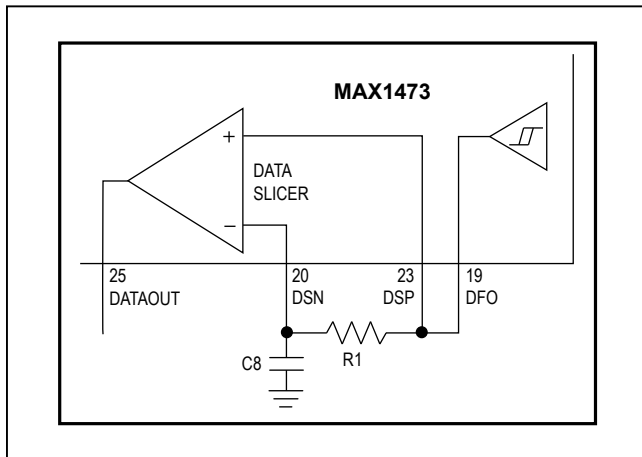 MAX1473
+
DATA
SLICER
−
25
DATAOUT
20
DSN
23
DSP
19
DFO
C8
R1